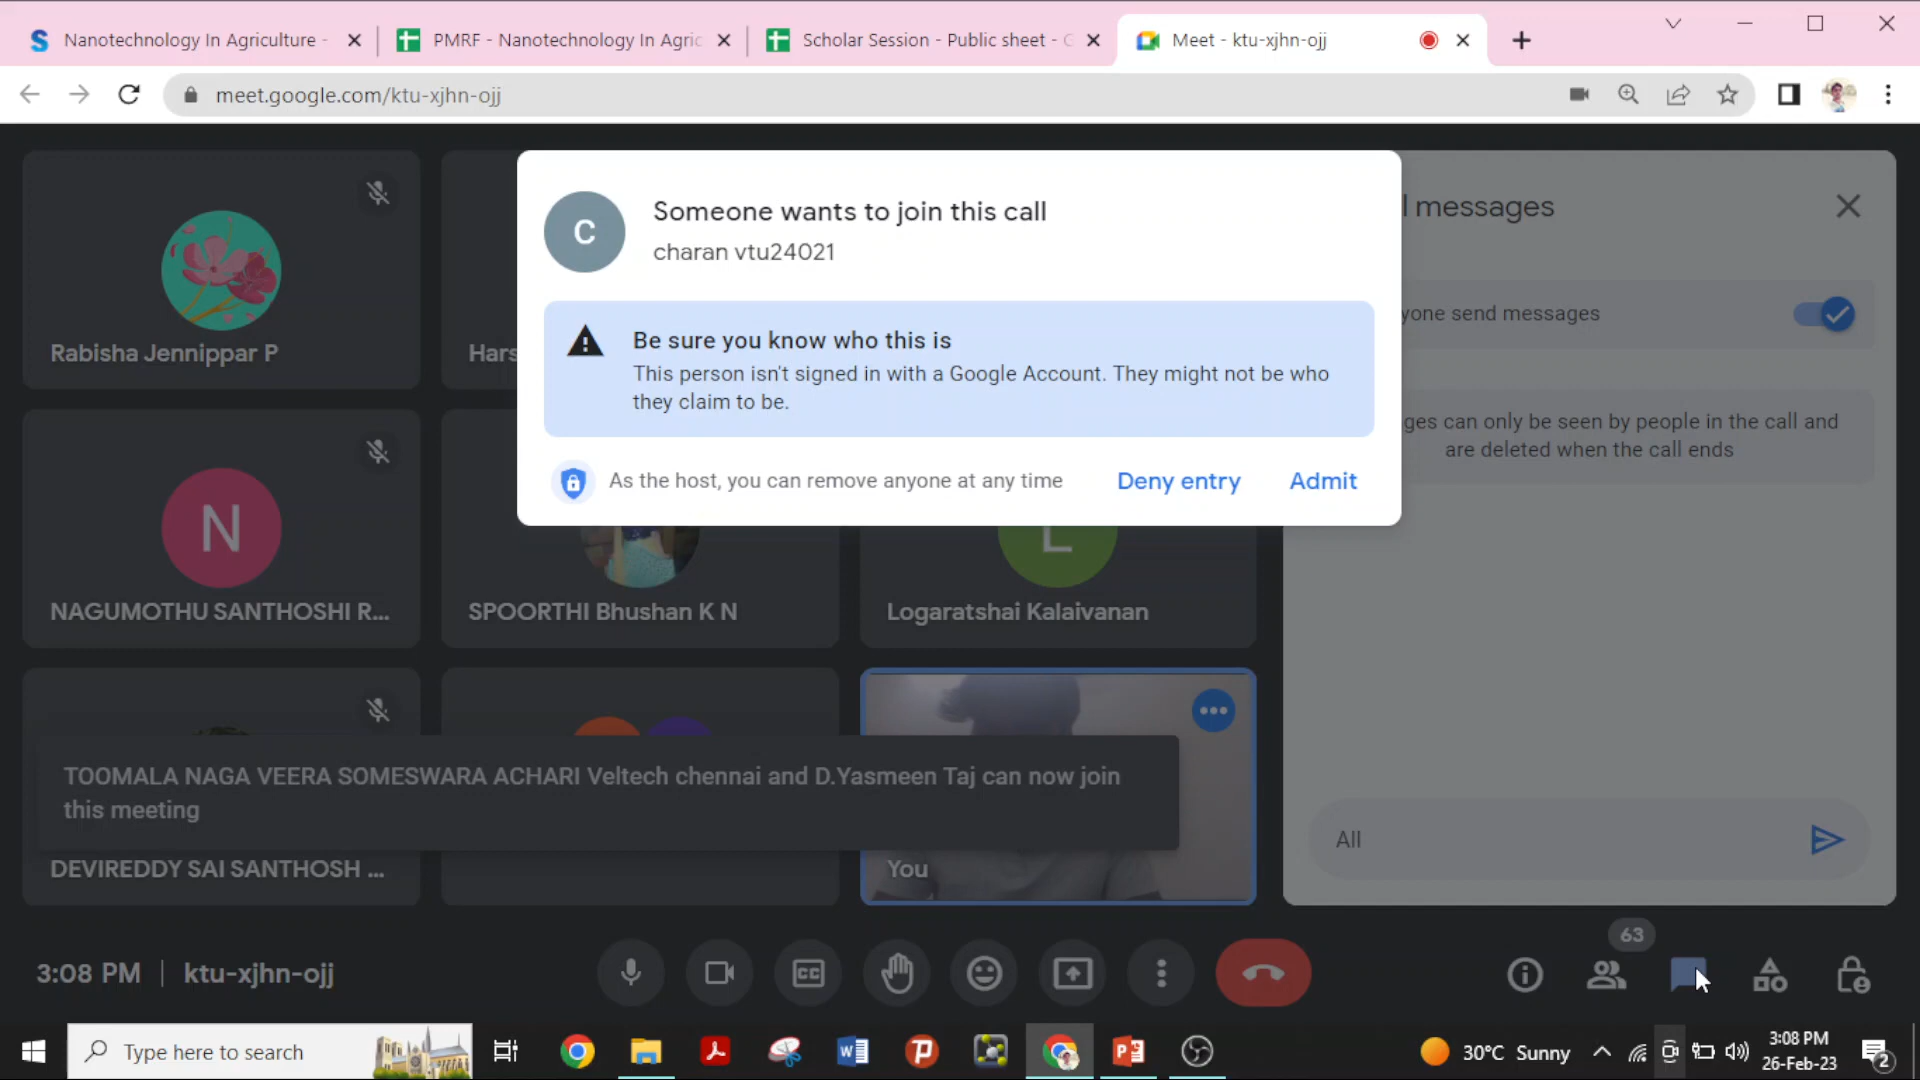 Nanotechnology In Agriculture -
PMRF - Nanotechnology In Agric
Scholar Session - Public sheet - G
Meet - ktu-xjhn-ojj
meet.google.com/ktu-xjhn-ojj
C
Someone wants to join this call
charan vtu24021
Be sure you know who this is
This person isn't signed in with a Google Account. They might not be who
they claim to be.
As the host, you can remove anyone at any time
Deny entry
Admit
l messages
yone send messages
ges can only be seen by people in the call and
are deleted when the call ends
All
Rabisha Jennippar P
Hars
N
NAGUMOTHU SANTHOSHI R...
SPOORTHI Bhushan K N
L
Logaratshai Kalaivanan
TOOMALA NAGA VEERA SOMESWARA ACHARI Veltech chennai and D.Yasmeen Taj can now join
this meeting
DEVIREDDY SAI SANTHOSH ...
You
63
3:08 PM | ktu-xjhn-ojj
CC
Type here to search
30°C Sunny
3:08 PM
26-Feb-23
2